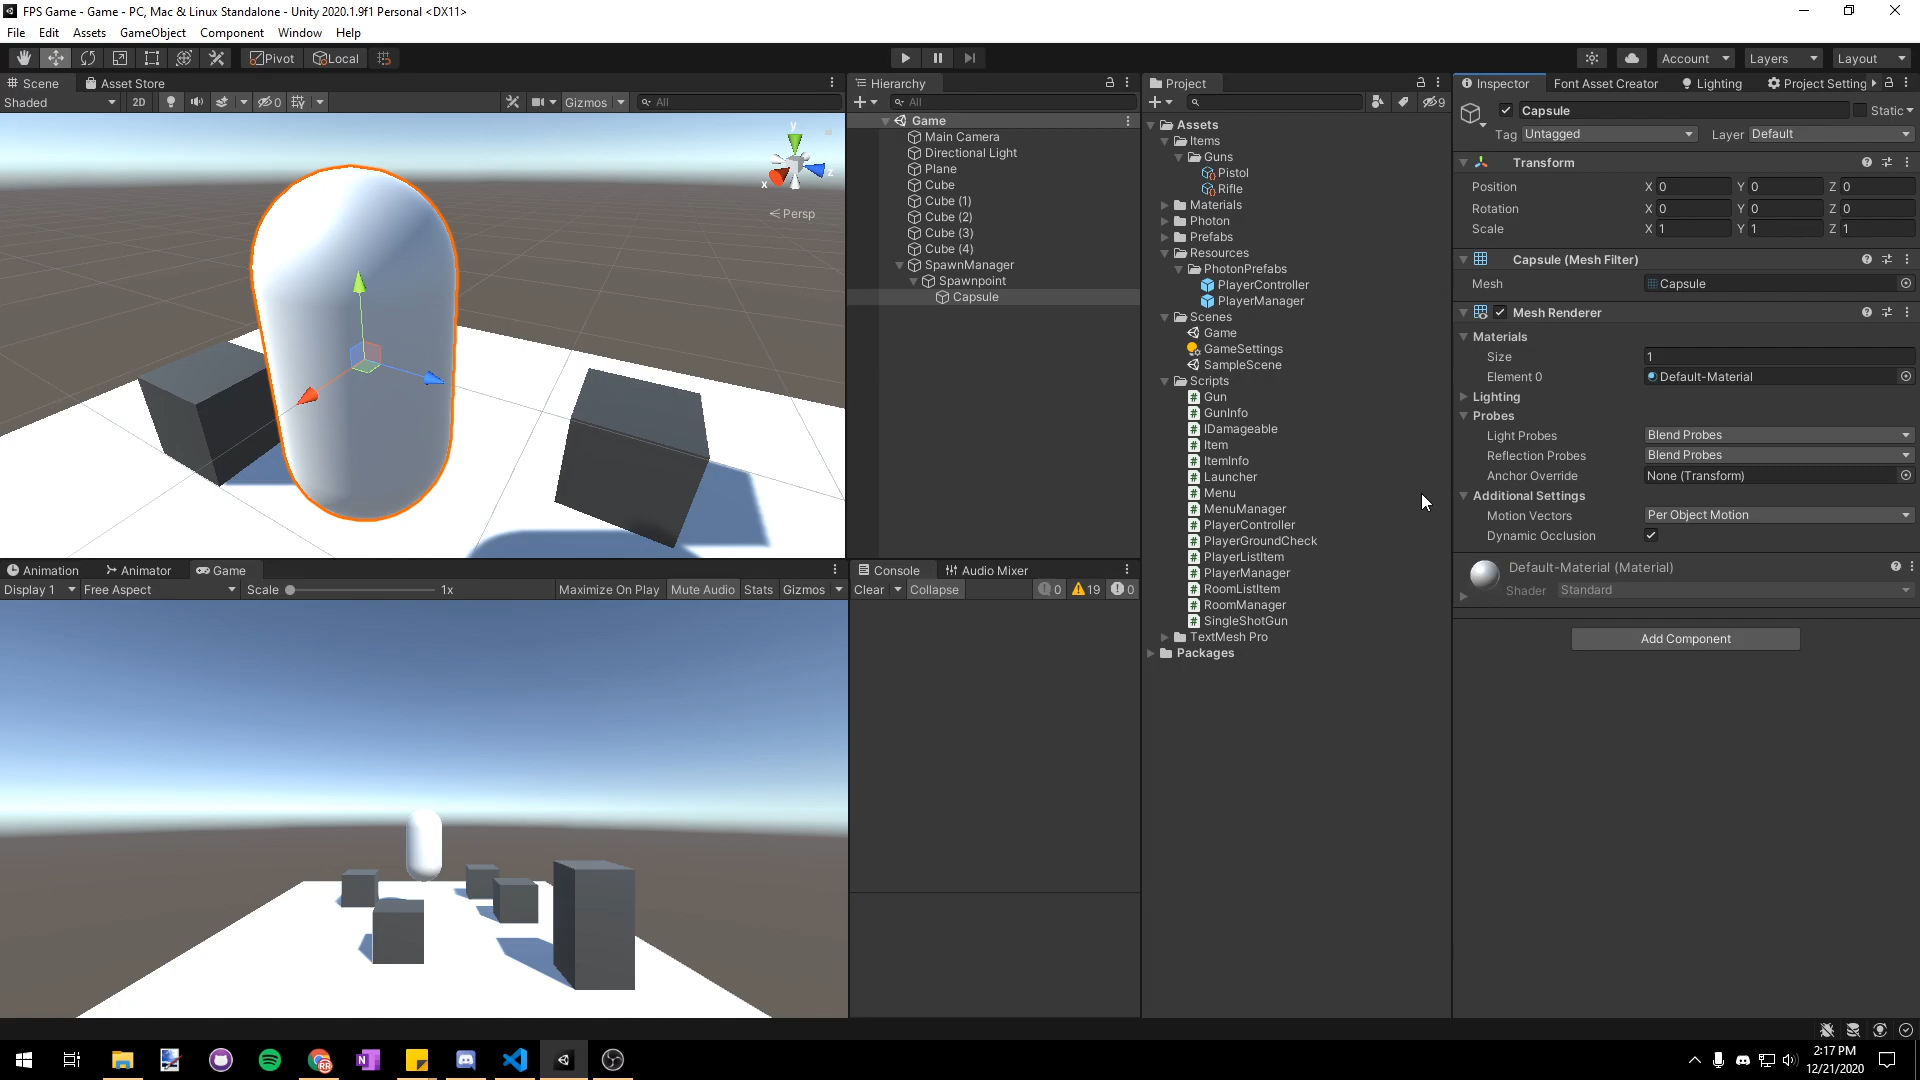 FPS Game - Game - PC, Mac & Linux Standalone - Unity 2020.1.9f1 Personal <DX11>
File Edit Assets GameObject Component Window Help
Pivot Local Account Layers Layout
Scene Asset Store
Shaded 2D 0 Gizmos All
y
x
z
Persp
Animation Animator Game
Display 1 Free Aspect Scale 1x Maximize On Play Mute Audio Stats Gizmos
Hierarchy
All
Game
Main Camera
Directional Light
Plane
Cube
Cube (1)
Cube (2)
Cube (3)
Cube (4)
SpawnManager
Spawnpoint
Capsule
Console Audio Mixer
Clear Collapse 0 19 0
Project
9
Assets
Items
Guns
Pistol
Rifle
Materials
Photon
Prefabs
Resources
PhotonPrefabs
PlayerController
PlayerManager
Scenes
Game
GameSettings
SampleScene
Scripts
Gun
GunInfo
IDamageable
Item
ItemInfo
Launcher
Menu
MenuManager
PlayerController
PlayerGroundCheck
PlayerListItem
PlayerManager
RoomListItem
RoomManager
SingleShotGun
TextMesh Pro
Packages
Inspector Font Asset Creator Lighting Project Setting
Capsule Static
Tag Untagged Layer Default
Transform
Position X 0 Y 0 Z 0
Rotation X 0 Y 0 Z 0
Scale X 1 Y 1 Z 1
Capsule (Mesh Filter)
Mesh Capsule
Mesh Renderer
Materials
Size 1
Element 0 Default-Material
Lighting
Probes
Light Probes Blend Probes
Reflection Probes Blend Probes
Anchor Override None (Transform)
Additional Settings
Motion Vectors Per Object Motion
Dynamic Occlusion
Default-Material (Material)
Shader Standard
Add Component
2:17 PM
12/21/2020